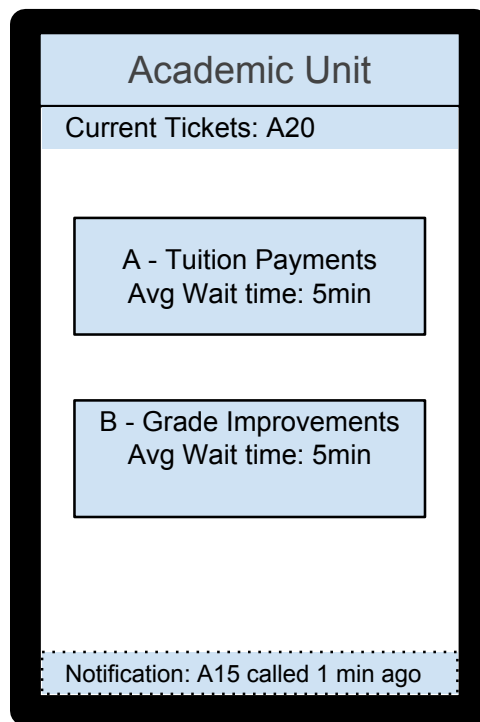 Academic Unit
Current Tickets: A20
A - Tuition Payments
Avg Wait time: 5min
B - Grade Improvements
Avg Wait time: 5min
Notification: A15 called 1 min ago